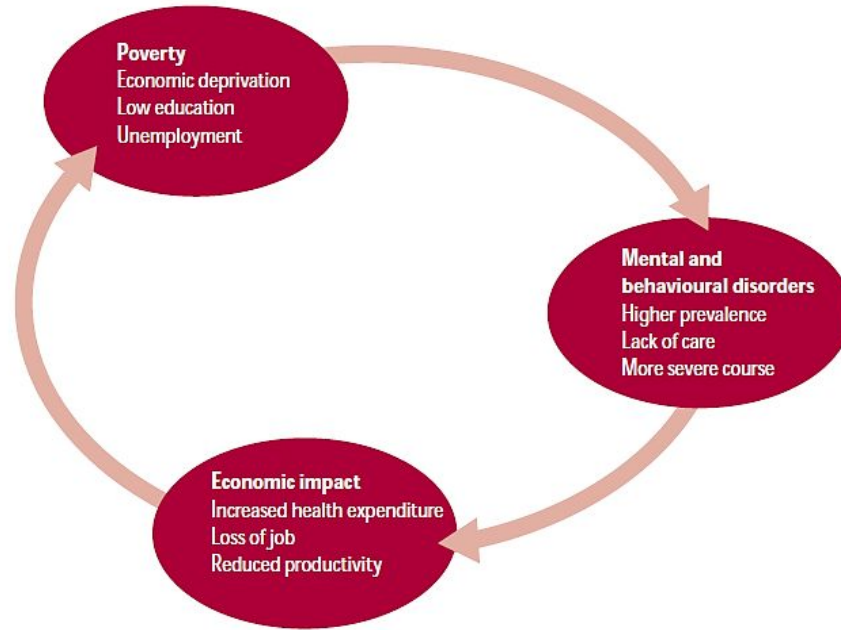 Poverty
Economic deprivation
Low education
Unemployment
Mental and
behavioural disorders
Higher prevalence
Lack of care
More severe course
Economic impact
Increased health expenditure
Loss of job
Reduced productivity